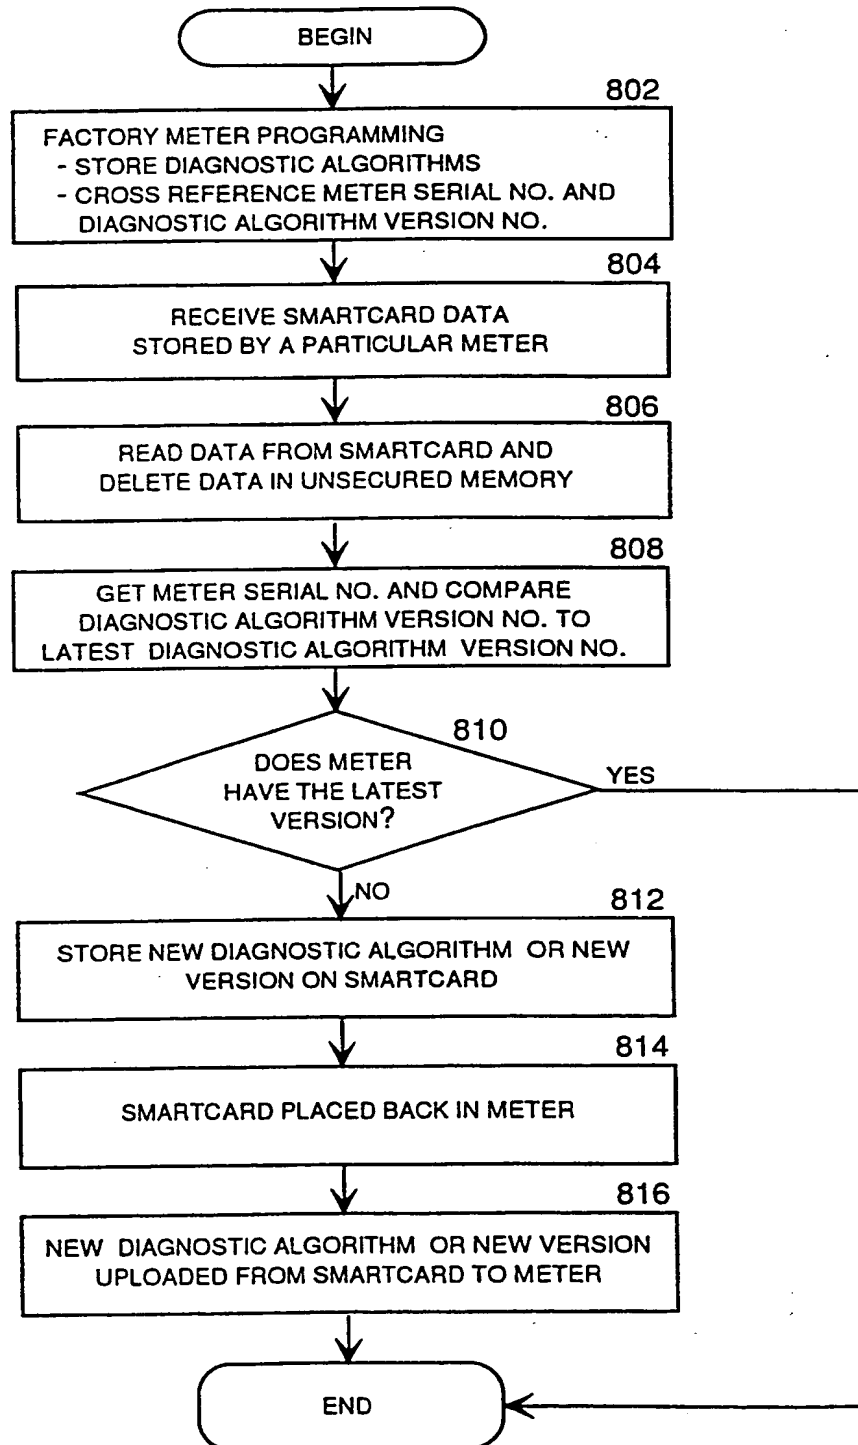 BEGIN
802
FACTORY METER PROGRAMMING
- STORE DIAGNOSTIC ALGORITHMS
- CROSS REFERENCE METER SERIAL NO. AND
DIAGNOSTIC ALGORITHM VERSION NO.
804
RECEIVE SMARTCARD DATA
STORED BY A PARTICULAR METER
806
READ DATA FROM SMARTCARD AND
DELETE DATA IN UNSECURED MEMORY
808
GET METER SERIAL NO. AND COMPARE
DIAGNOSTIC ALGORITHM VERSION NO. TO
LATEST DIAGNOSTIC ALGORITHM VERSION NO.
810
DOES METER
HAVE THE LATEST
VERSION?
YES
NO
812
STORE NEW DIAGNOSTIC ALGORITHM OR NEW
VERSION ON SMARTCARD
814
SMARTCARD PLACED BACK IN METER
816
NEW DIAGNOSTIC ALGORITHM OR NEW VERSION
UPLOADED FROM SMARTCARD TO METER
END